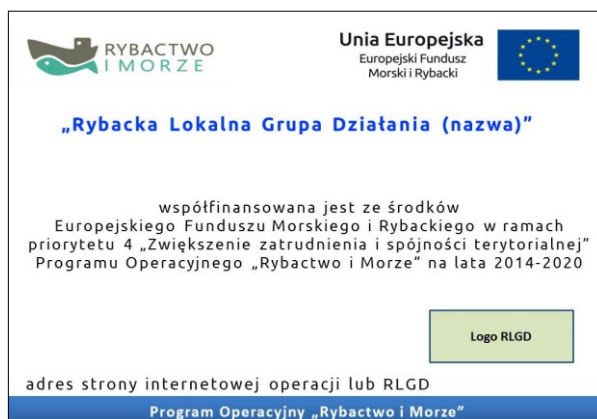 RYBACTWO
I MORZE
Unia Europejska
Europejski Fundusz
Morski i Rybacki
„Rybacka Lokalna Grupa Działania (nazwa)”
współfinansowana jest ze środków
Europejskiego Funduszu Morskiego i Rybackiego w ramach
priorytetu 4 „Zwiększenie zatrudnienia i spójności terytorialnej”
Programu Operacyjnego „Rybactwo i Morze” na lata 2014-2020
Logo RLGD
adres strony internetowej operacji lub RLGD
Program Operacyjny „Rybactwo i Morze”